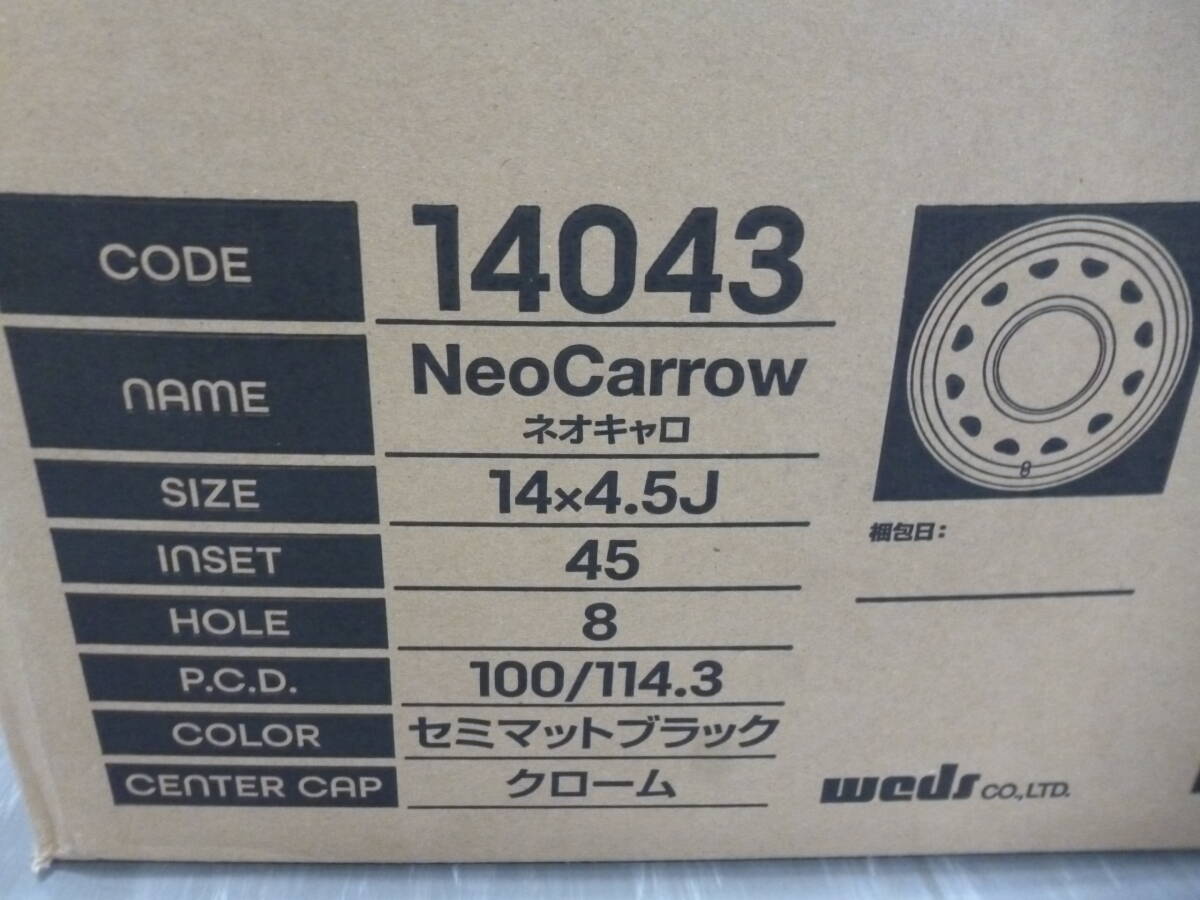 CODE 14043
NAME NeoCarrow
ネオキャロ
SIZE 14×4.5J
INSET 45
HOLE 8
P.C.D. 100/114.3
COLOR セミマットブラック
CENTER CAP クローム
8
梱包日:
weds CO.,LTD.